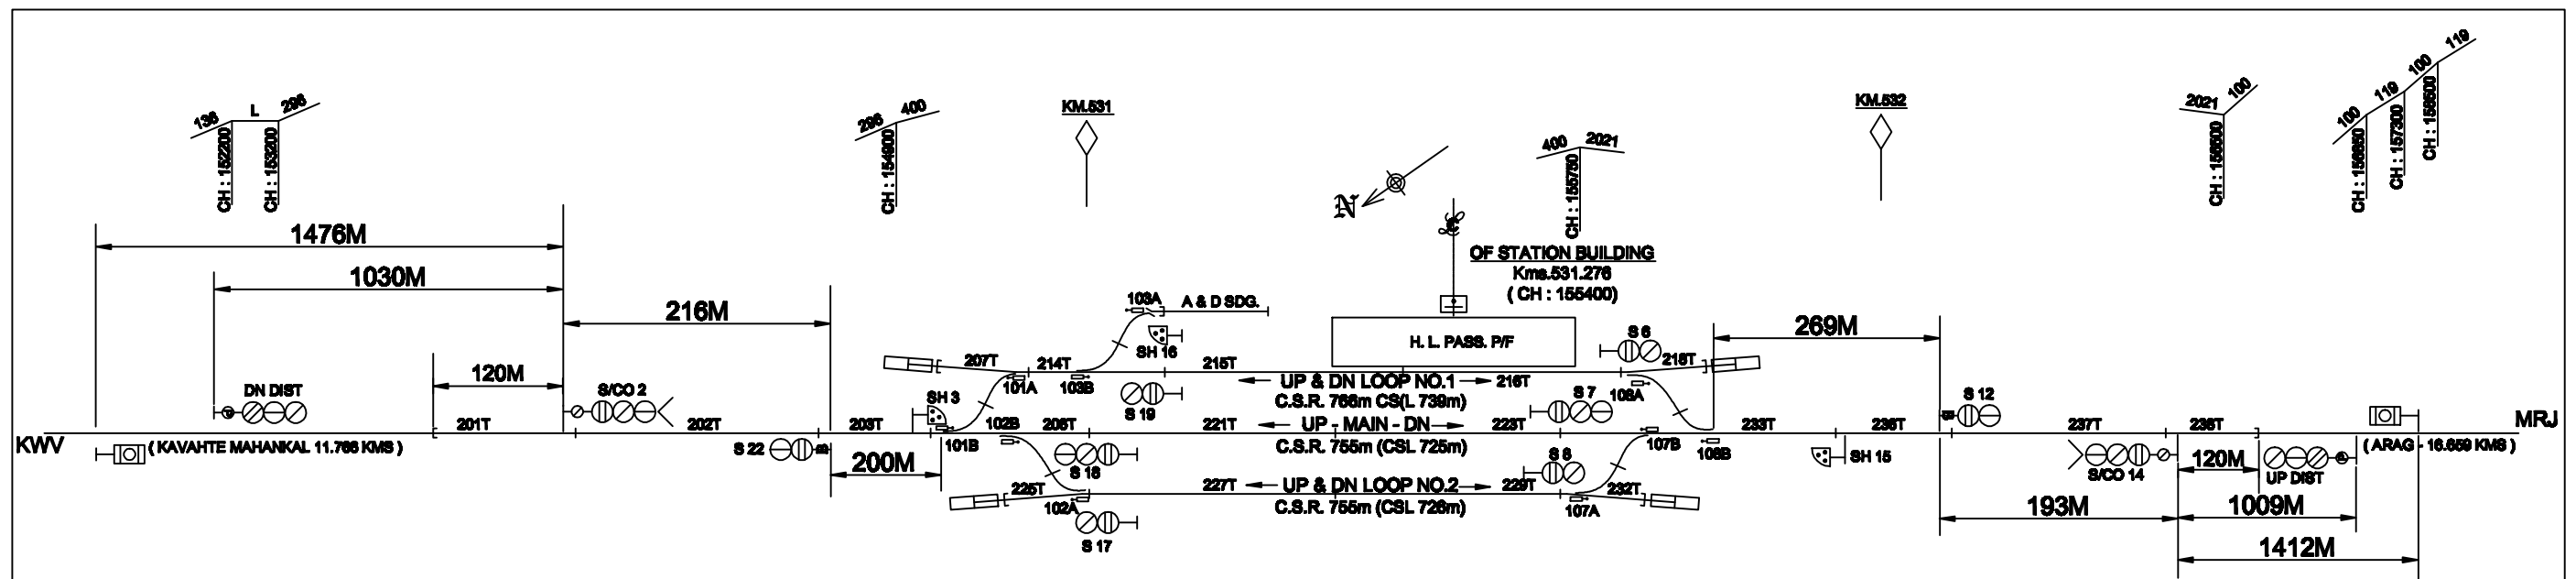 136 L 296
CH : 152200
CH : 153200
296 400
CH : 154900
KM.531
400 2021
CH : 155750
KM.532
2021 100
CH : 156500
100 119 100 119
CH : 156850
CH : 157300
CH : 158500
N
1476M
1030M
216M
120M
OF STATION BUILDING
Kms.531.276
( CH : 155400)
H. L. PASS. P/F
269M
103A
A & D SDG.
SH 16
S 6
207T
214T
215T
218T
101A
103B
UP & DN LOOP NO.1
216T
C.S.R. 766m CS(L 739m)
108A
DN DIST
S/CO 2
SH 3
S 19
S 7
S 12
KWV
201T
202T
203T
102B
206T
221T
UP - MAIN - DN
223T
233T
236T
237T
238T
MRJ
( KAVAHTE MAHANKAL 11.766 KMS )
S 22
101B
S 18
C.S.R. 755m (CSL 725m)
107B
108B
SH 15
( ARAG - 16.659 KMS )
200M
S 8
S/CO 14
120M
UP DIST
225T
227T
UP & DN LOOP NO.2
229T
232T
102A
C.S.R. 755m (CSL 726m)
107A
S 17
193M
1009M
1412M